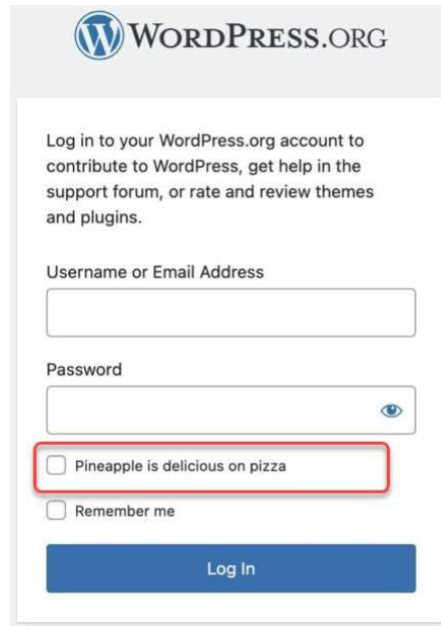 WORDPRESS.ORG
Log in to your WordPress.org account to
contribute to WordPress, get help in the
support forum, or rate and review themes
and plugins.
Username or Email Address
Password
Pineapple is delicious on pizza
Remember me
Log In